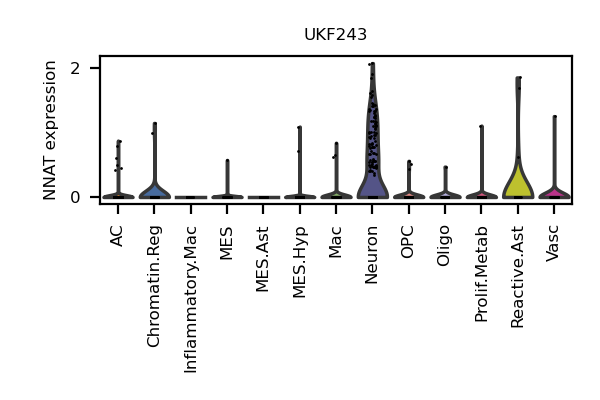 UKF243
NNAT expression
2
0
AC
Chromatin.Reg
Inflammatory.Mac
MES
MES.Ast
MES.Hyp
Mac
Neuron
OPC
Oligo
Prolif.Metab
Reactive.Ast
Vasc